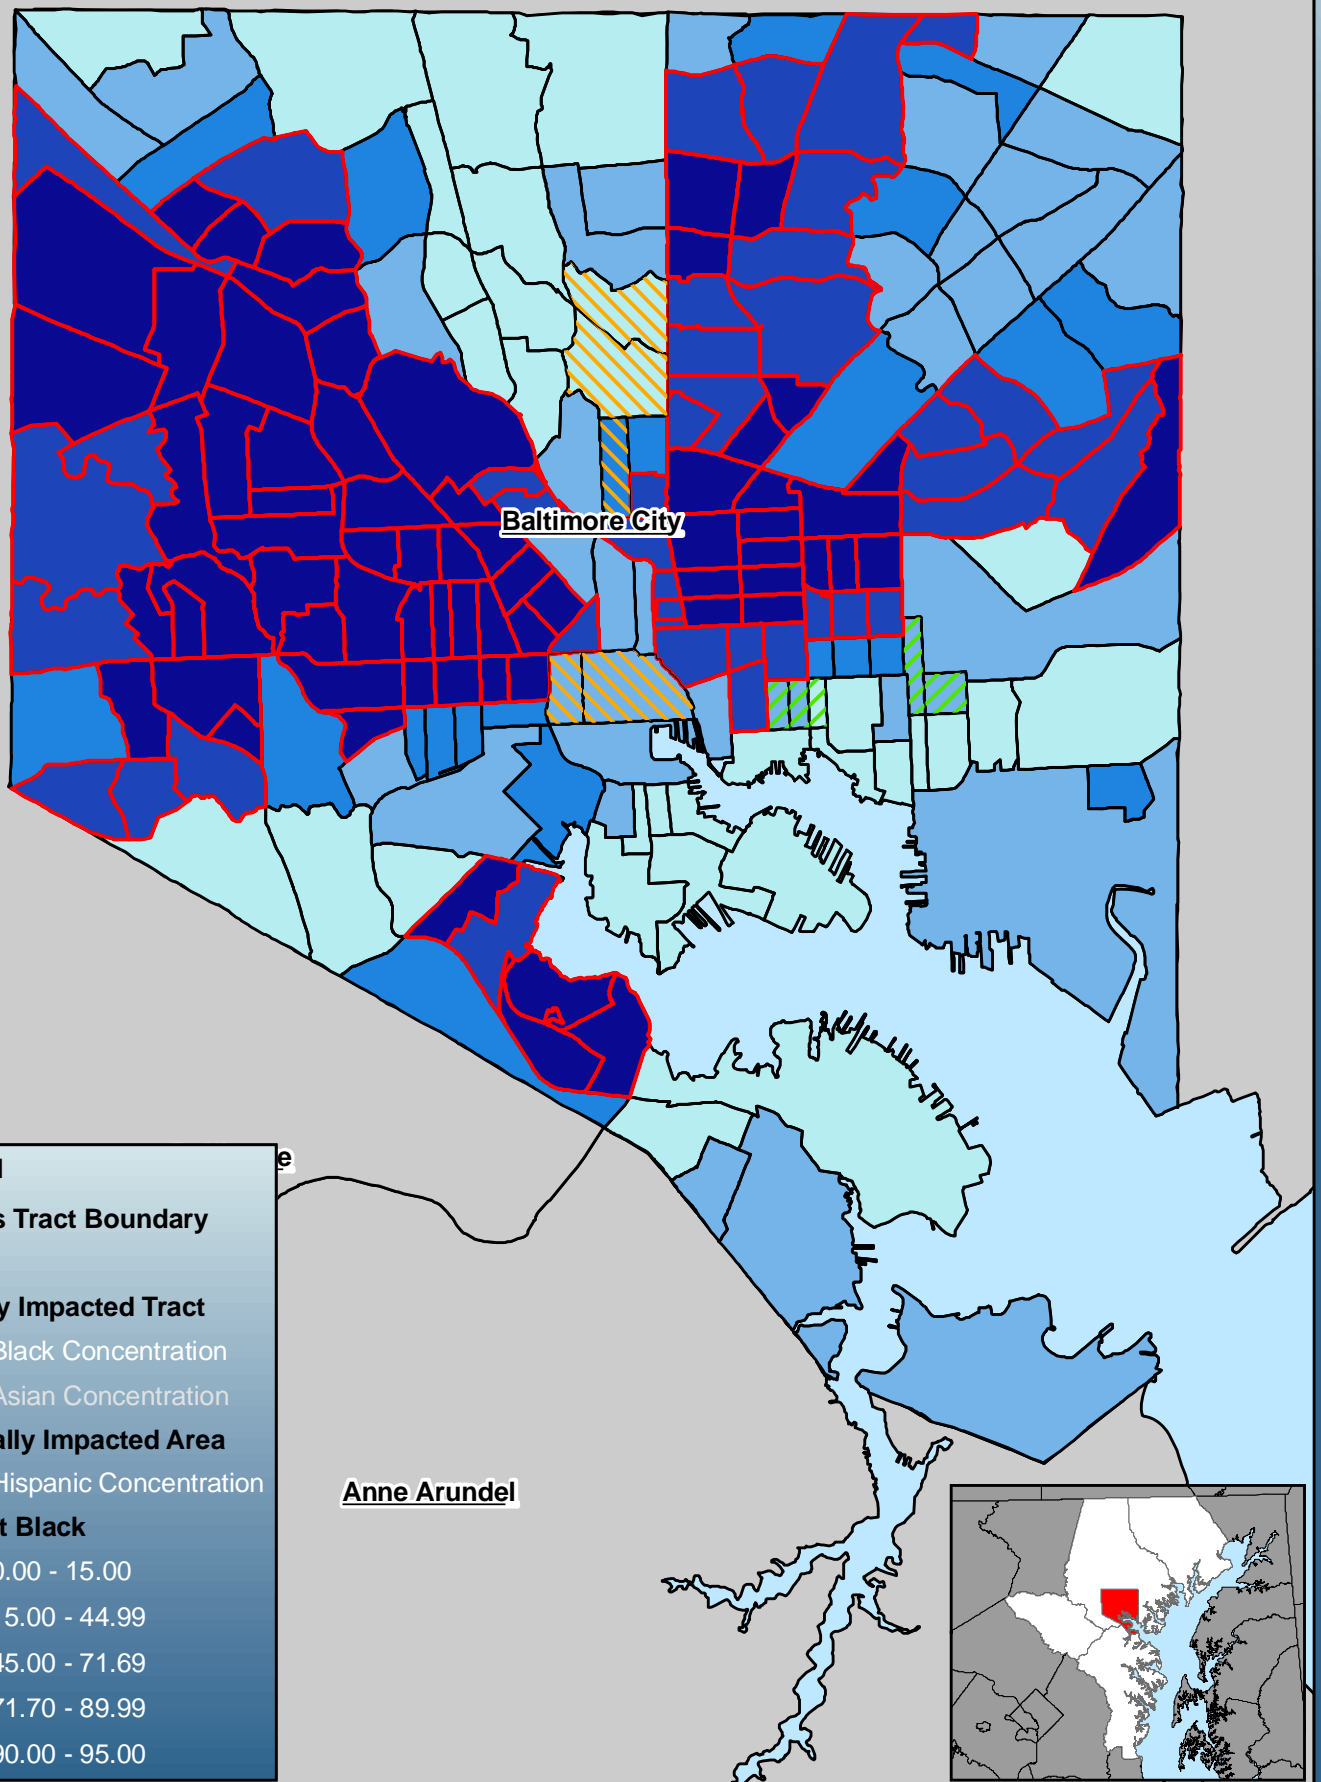 Baltimore City
e
s Tract Boundary
y Impacted Tract
Black Concentration
Asian Concentration
ally Impacted Area
Hispanic Concentration
t Black
0.00 - 15.00
5.00 - 44.99
45.00 - 71.69
71.70 - 89.99
90.00 - 95.00
Anne Arundel